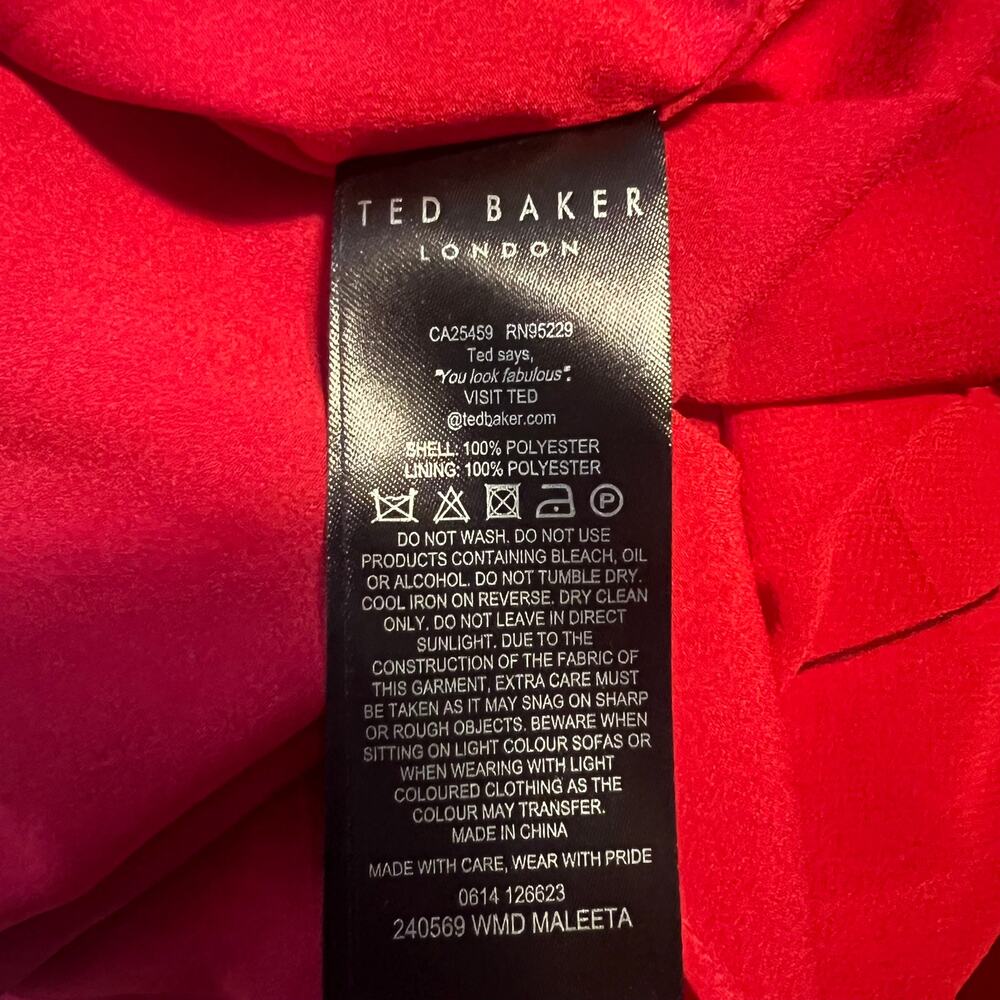 TED BAKER
LONDON
CA25459 RN95229
Ted says,
"You look fabulous".
VISIT TED
@tedbaker.com
SHELL: 100% POLYESTER
LINING: 100% POLYESTER
P
DO NOT WASH. DO NOT USE
PRODUCTS CONTAINING BLEACH, OIL
OR ALCOHOL. DO NOT TUMBLE DRY.
COOL IRON ON REVERSE. DRY CLEAN
ONLY. DO NOT LEAVE IN DIRECT
SUNLIGHT. DUE TO THE
CONSTRUCTION OF THE FABRIC OF
THIS GARMENT, EXTRA CARE MUST
BE TAKEN AS IT MAY SNAG ON SHARP
OR ROUGH OBJECTS. BEWARE WHEN
SITTING ON LIGHT COLOUR SOFAS OR
WHEN WEARING WITH LIGHT
COLOURED CLOTHING AS THE
COLOUR MAY TRANSFER.
MADE IN CHINA
MADE WITH CARE, WEAR WITH PRIDE
0614 126623
240569 WMD MALEETA